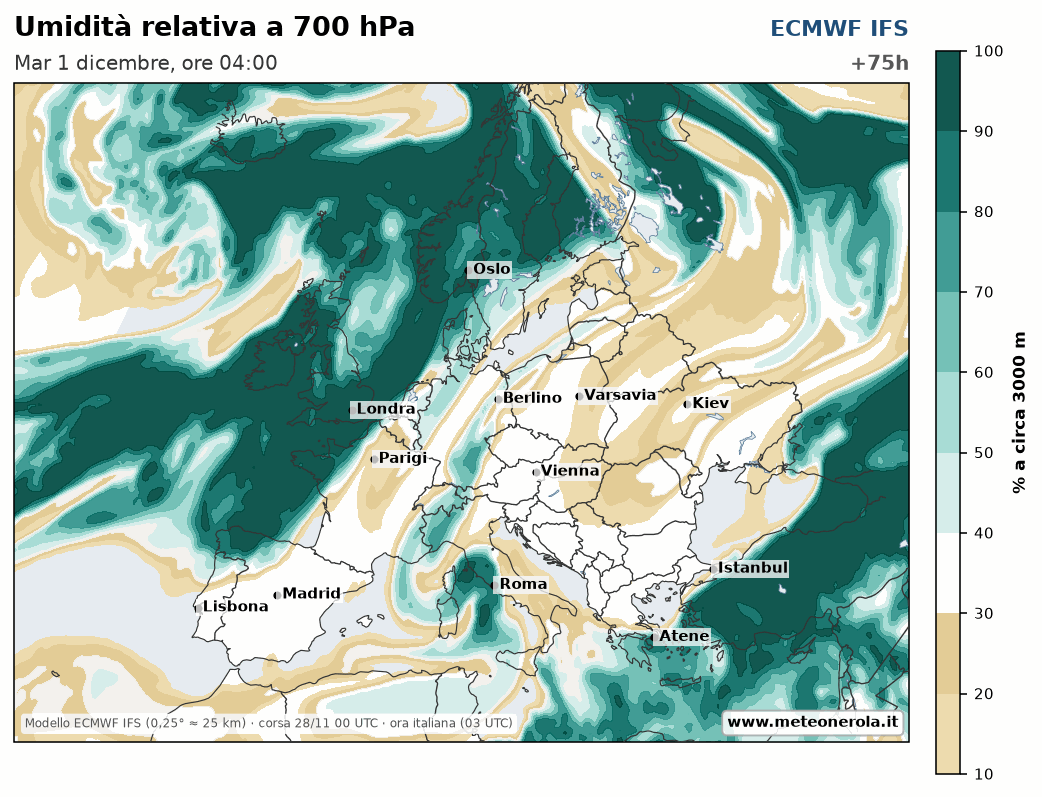 Umidità relativa a 700 hPa
ECMWF IFS
Mar 1 dicembre, ore 04:00
+75h
100
90
80
70
60
50
40
30
20
10
% a circa 3000 m
Oslo
Berlino
Varsavia
Kiev
Londra
Parigi
Vienna
Istanbul
Roma
Madrid
Lisbona
Atene
Modello ECMWF IFS (0,25° ≈ 25 km) · corsa 28/11 00 UTC · ora italiana (03 UTC)
www.meteonerola.it